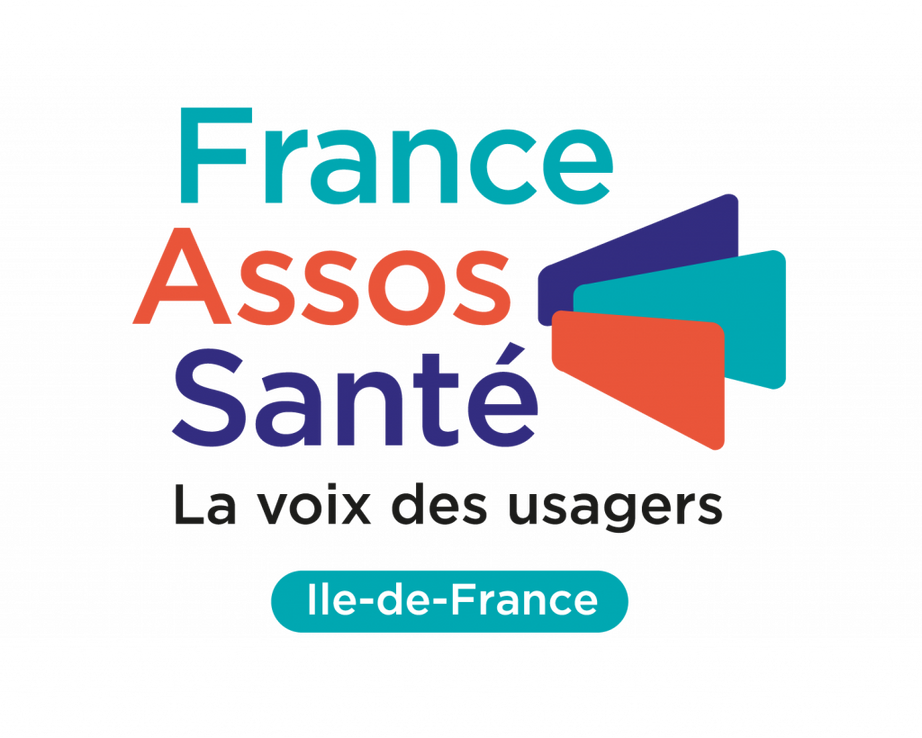 France
Assos
Santé
La voix des usagers
Ile-de-France